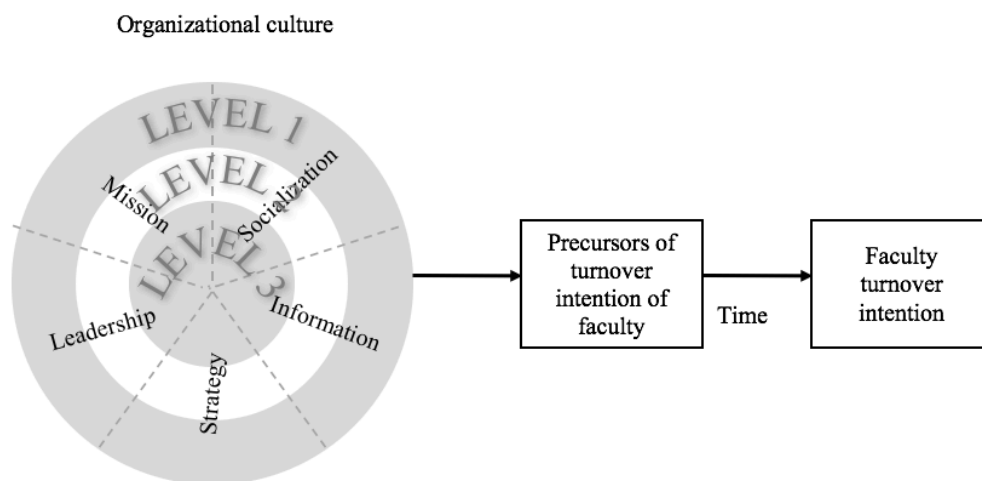 Organizational culture
LEVEL 1
LEVEL
Mission
Socialization
LEVEL 3
Leadership
Information
Strategy
Precursors of
turnover
intention of
faculty
Time
Faculty
turnover
intention